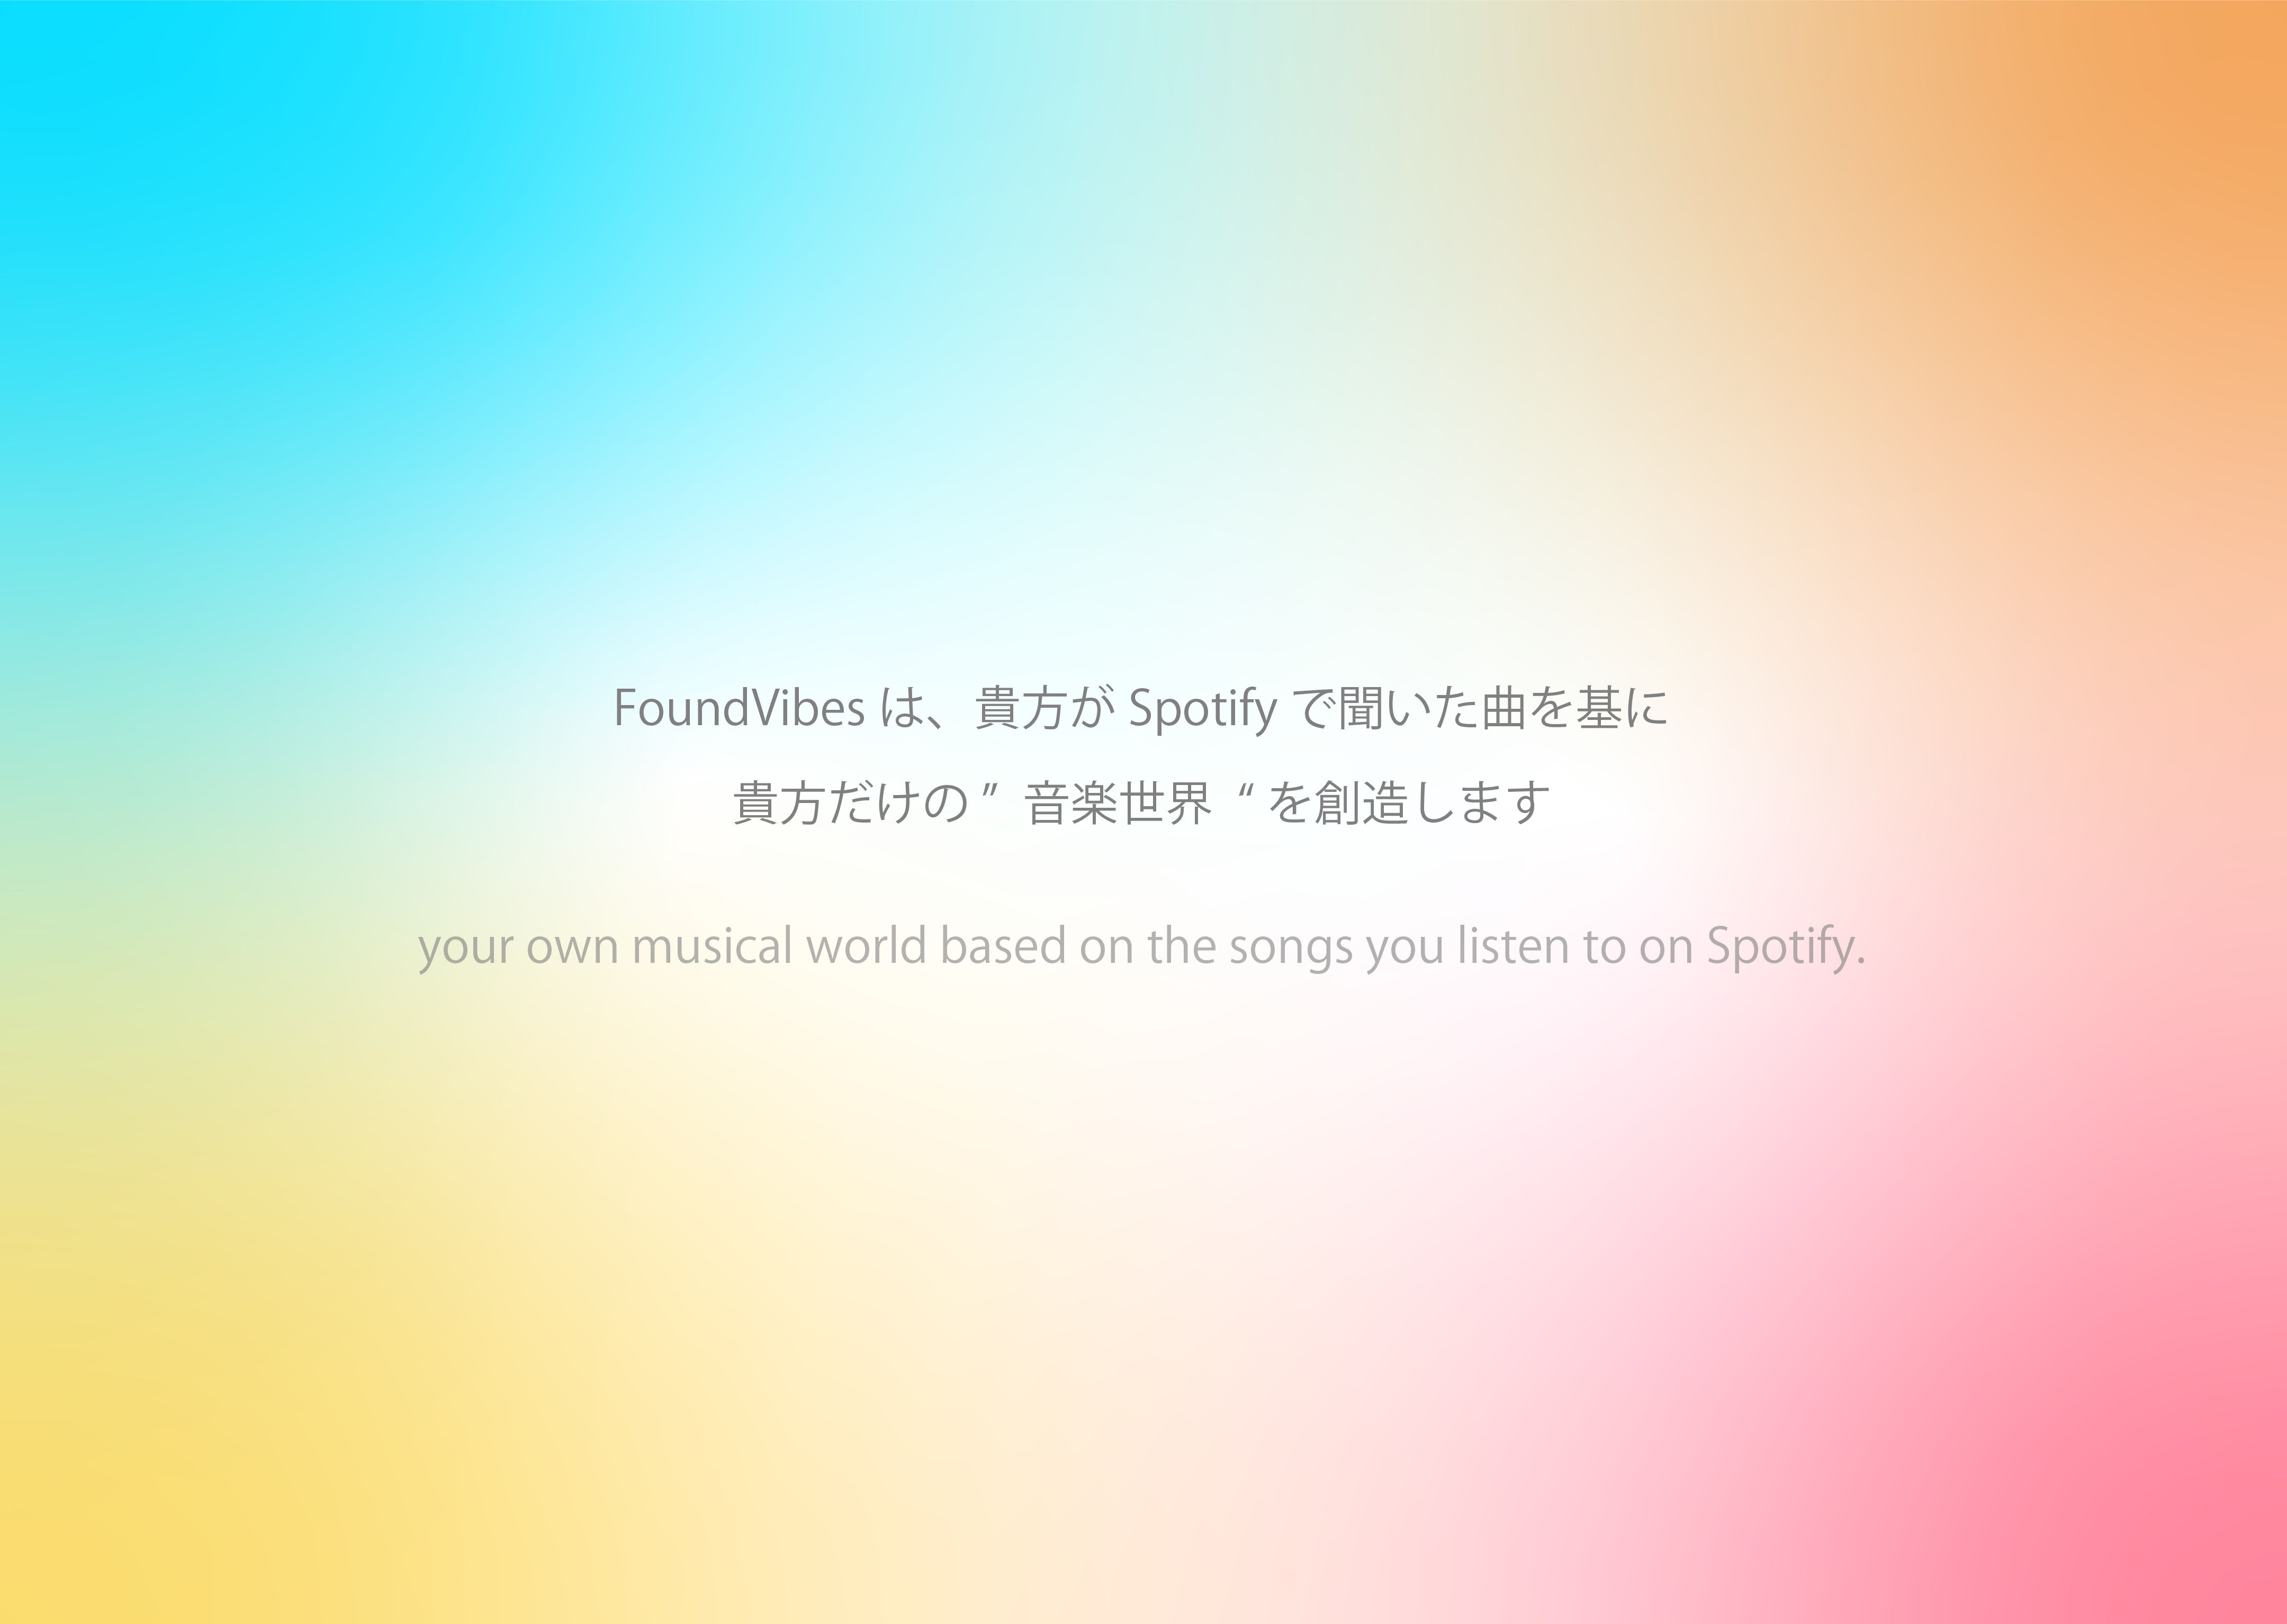 FoundVibes は、貴方が Spotify で聞いた曲を基に
貴方だけの ” 音楽世界 “ を創造します
your own musical world based on the songs you listen to on Spotify.